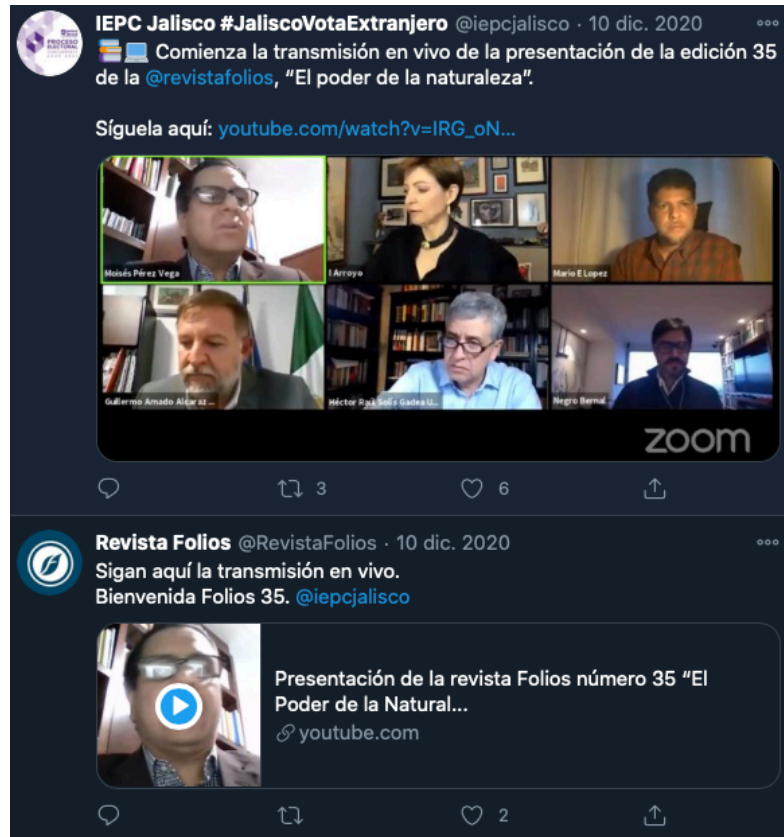 IEPC Jalisco #JaliscoVotaExtranjero @iepcjalisco · 10 dic. 2020
Comienza la transmisión en vivo de la presentación de la edición 35
de la @revistafolios, “El poder de la naturaleza”.
Síguela aquí: youtube.com/watch?v=IRG_oN...
Moisés Pérez Vega
I Arroyo
Mario E Lopez
Guillermo Amado Alcaraz ...
Héctor Raúl Solís Gadea U...
Negro Bernal
zoom
3
6
PROCESO
ELECTORAL
Revista Folios @RevistaFolios · 10 dic. 2020
Sigan aquí la transmisión en vivo.
Bienvenida Folios 35. @iepcjalisco
Presentación de la revista Folios número 35 “El
Poder de la Natural...
youtube.com
2